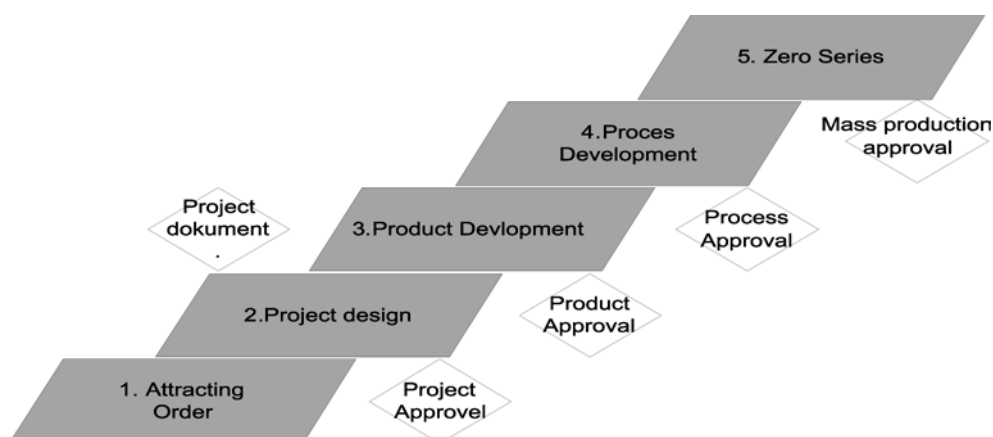 5. Zero Series
Mass production
approval
4.Proces
Development
Project
dokument
.
3.Product Devlopment
Process
Approval
2.Project design
Product
Approval
1. Attracting
Order
Project
Approvel